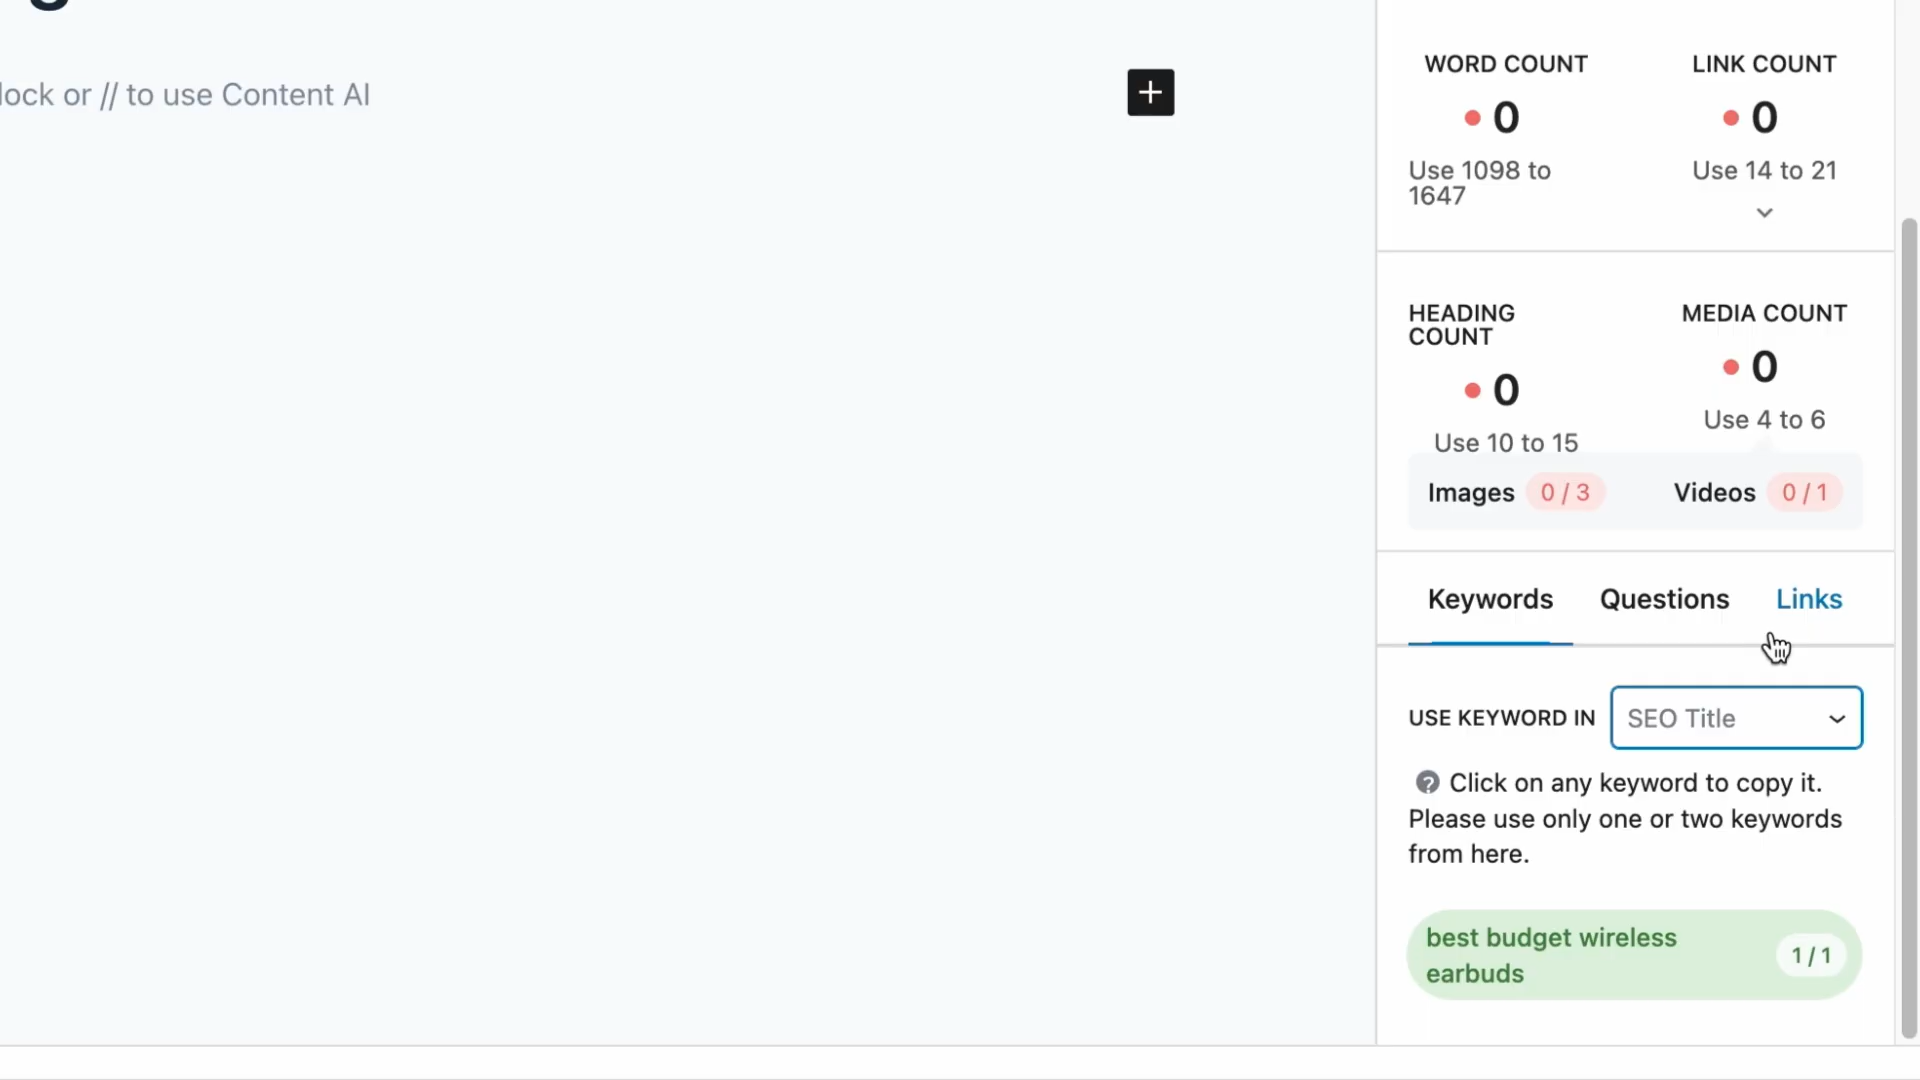 lock or // to use Content AI
WORD COUNT
0
Use 1098 to
1647
LINK COUNT
0
Use 14 to 21
HEADING
COUNT
0
Use 10 to 15
MEDIA COUNT
0
Use 4 to 6
Images 0 / 3
Videos 0 / 1
Keywords
Questions
Links
USE KEYWORD IN
SEO Title
Click on any keyword to copy it.
Please use only one or two keywords
from here.
best budget wireless
earbuds
1 / 1